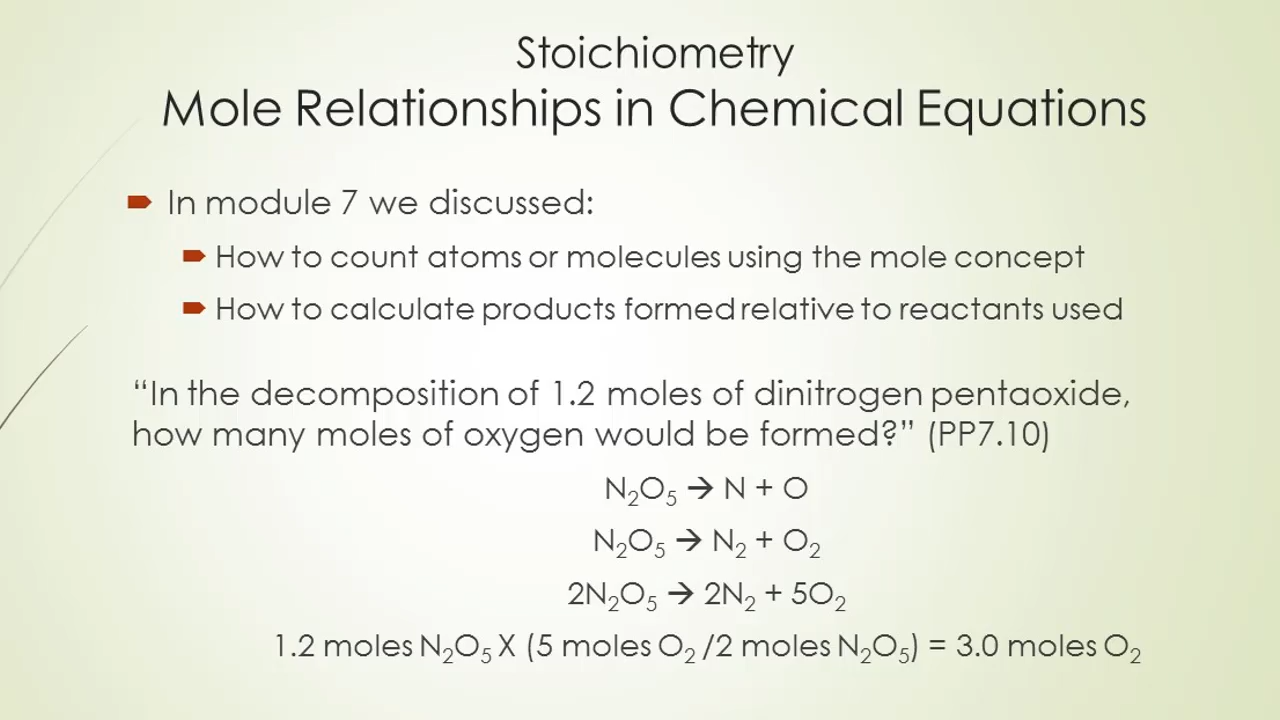 Stoichiometry
Mole Relationships in Chemical Equations
In module 7 we discussed:
How to count atoms or molecules using the mole concept
How to calculate products formed relative to reactants used
“In the decomposition of 1.2 moles of dinitrogen pentaoxide,
how many moles of oxygen would be formed?” (PP7.10)
N₂O₅ → N + O
N₂O₅ → N₂ + O₂
2N₂O₅ → 2N₂ + 5O₂
1.2 moles N₂O₅ X (5 moles O₂ /2 moles N₂O₅) = 3.0 moles O₂